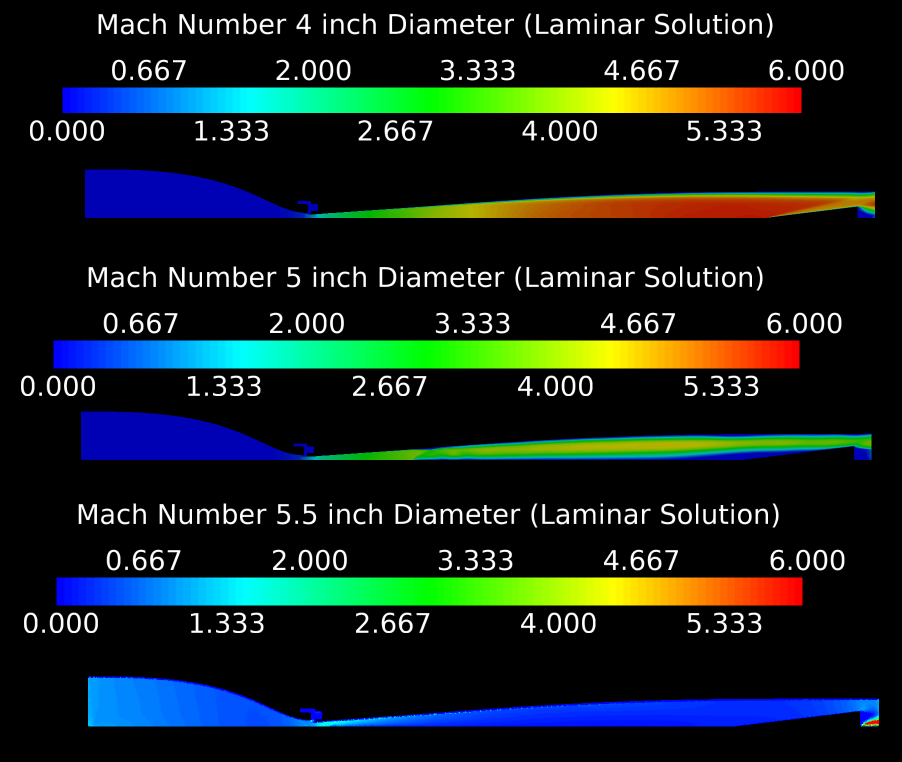 Mach Number 4 inch Diameter (Laminar Solution)
0.667 2.000 3.333 4.667 6.000
0.000 1.333 2.667 4.000 5.333
Mach Number 5 inch Diameter (Laminar Solution)
0.667 2.000 3.333 4.667 6.000
0.000 1.333 2.667 4.000 5.333
Mach Number 5.5 inch Diameter (Laminar Solution)
0.667 2.000 3.333 4.667 6.000
0.000 1.333 2.667 4.000 5.333